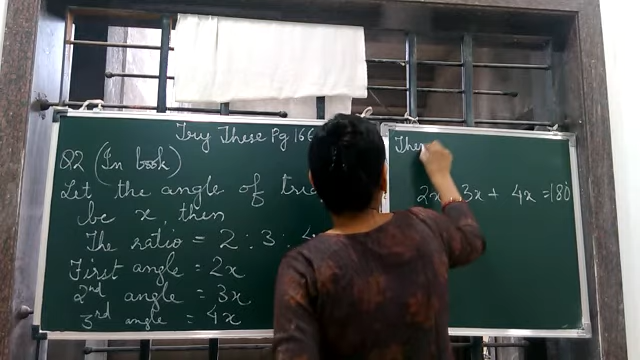 Try These Pg 166
Q2 (In book)
Let the angle of
be x, then
The ratio = 2 : 3 : 4
First angle = 2x
2nd angle = 3x
3rd angle = 4x
2x 3x + 4x = 180